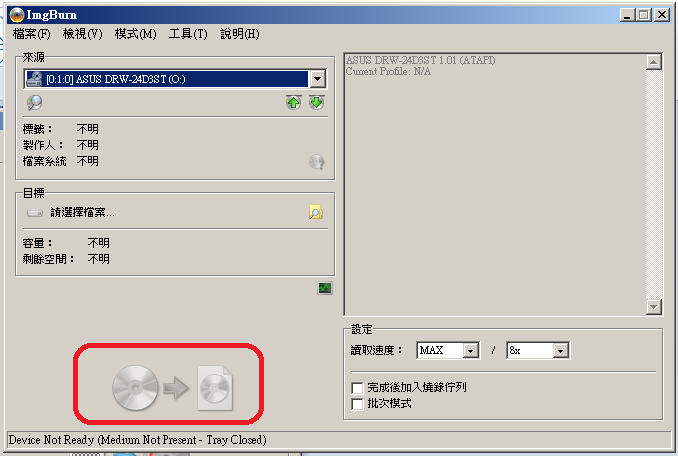 ImgBurn
檔案(F) 檢視(V) 模式(M) 工具(T) 說明(H)
來源
[0:1:0] ASUS DRW-24D3ST (O:)
標籤： 不明
製作人： 不明
檔案系統 不明
目標
請選擇檔案...
容量： 不明
剩餘空間： 不明
ASUS DRW-24D3ST 1.01 (ATAPI)
Current Profile: N/A
設定
讀取速度： MAX / 8x
完成後加入燒錄佇列
批次模式
Device Not Ready (Medium Not Present - Tray Closed)